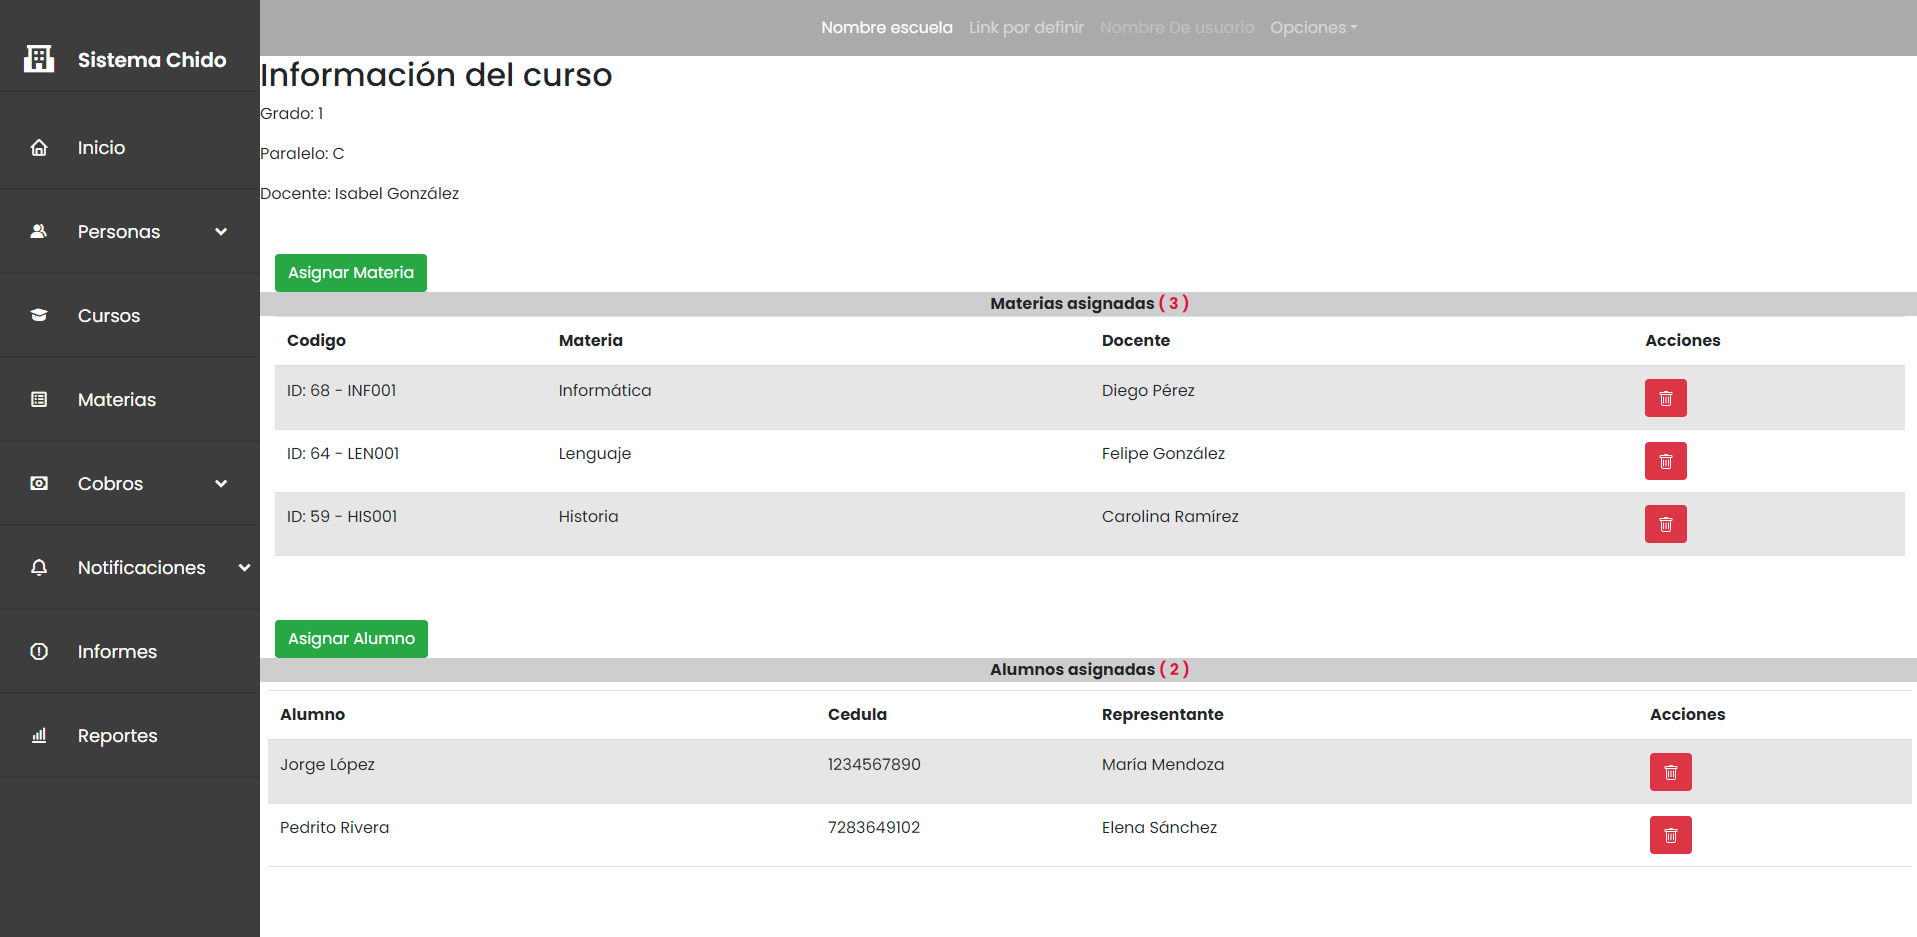 Sistema Chido
Inicio
Personas
Cursos
Materias
Cobros
Notificaciones
Informes
Reportes
Nombre escuela Link por definir Nombre De usuario Opciones
Información del curso
Grado: 1
Paralelo: C
Docente: Isabel González
Asignar Materia
Materias asignadas ( 3 )
Codigo Materia Docente Acciones
ID: 68 - INF001 Informática Diego Pérez
ID: 64 - LEN001 Lenguaje Felipe González
ID: 59 - HIS001 Historia Carolina Ramírez
Asignar Alumno
Alumnos asignadas ( 2 )
Alumno Cedula Representante Acciones
Jorge López 1234567890 María Mendoza
Pedrito Rivera 7283649102 Elena Sánchez